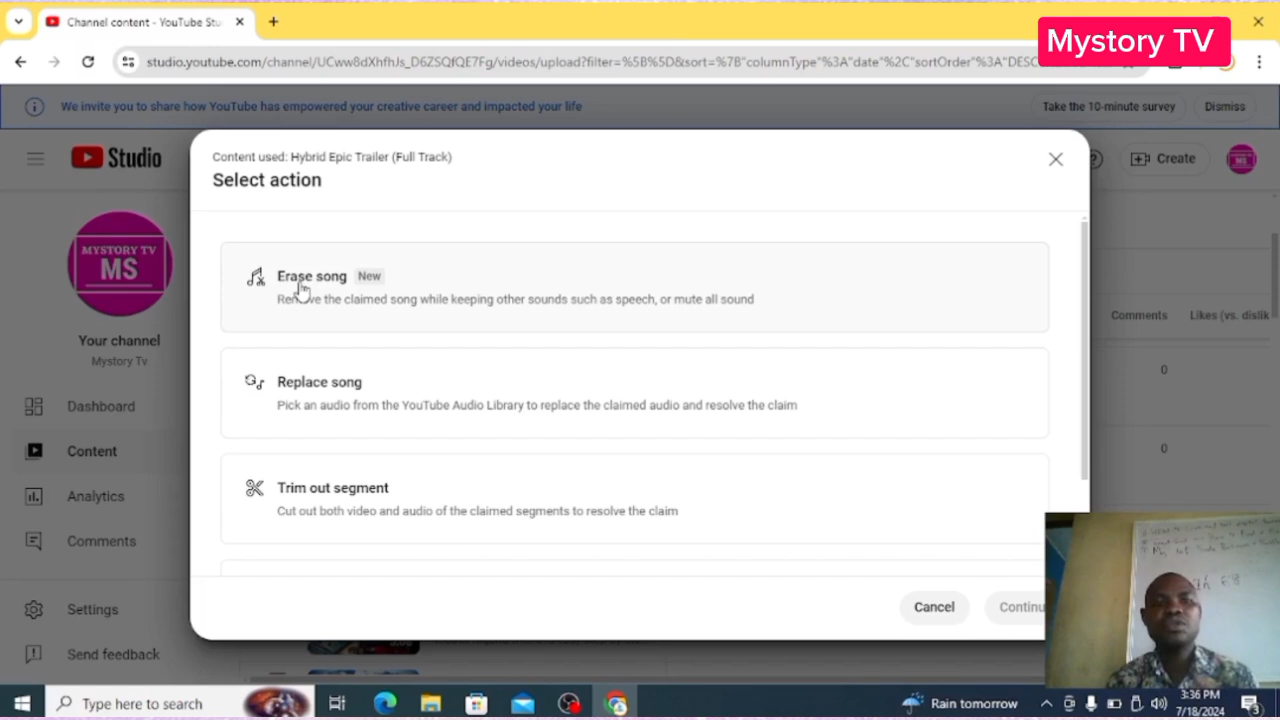 Channel content - YouTube Stu
Mystory TV
studio.youtube.com/channel/UCww8dXhfhJs_D6ZSQfQE7Fg/videos/upload?filter=%5B%5D&sort=%7B"columnType"%3A"date"%2C"sortOrder"%3A"DESC
We invite you to share how YouTube has empowered your creative career and impacted your life
Take the 10-minute survey
Dismiss
Studio
Content used: Hybrid Epic Trailer (Full Track)
Select action
Create
MS
MYSTORY TV
MS
Your channel
Mystory Tv
Erase song New
Remove the claimed song while keeping other sounds such as speech, or mute all sound
Replace song
Pick an audio from the YouTube Audio Library to replace the claimed audio and resolve the claim
Trim out segment
Cut out both video and audio of the claimed segments to resolve the claim
Cancel
Continu
Comments
Likes (vs. dislik
0
0
Dashboard
Content
Analytics
Comments
Settings
Send feedback
Type here to search
Rain tomorrow
3:36 PM
7/18/2024
3